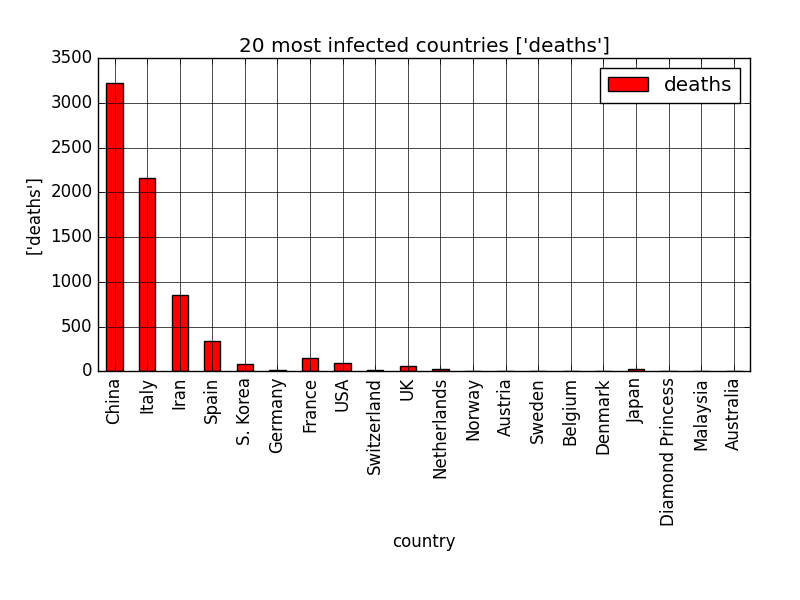 20 most infected countries ['deaths']
deaths
3500
3000
2500
2000
1500
1000
500
0
['deaths']
China
Italy
Iran
Spain
S. Korea
Germany
France
USA
Switzerland
UK
Netherlands
Norway
Austria
Sweden
Belgium
Denmark
Japan
Diamond Princess
Malaysia
Australia
country